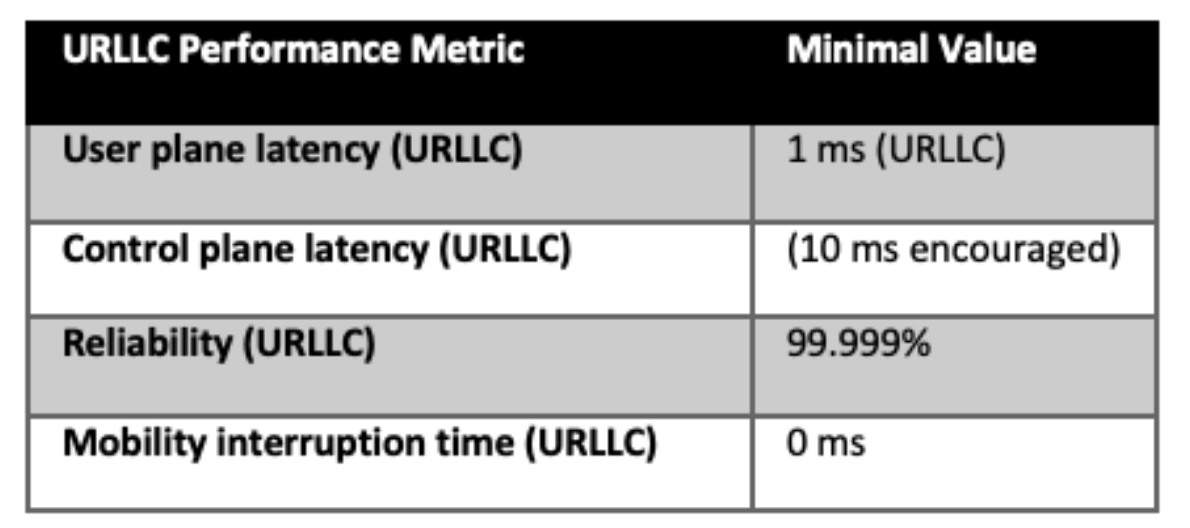 URLLC Performance Metric Minimal Value
User plane latency (URLLC) 1 ms (URLLC)
Control plane latency (URLLC) (10 ms encouraged)
Reliability (URLLC) 99.999%
Mobility interruption time (URLLC) 0 ms